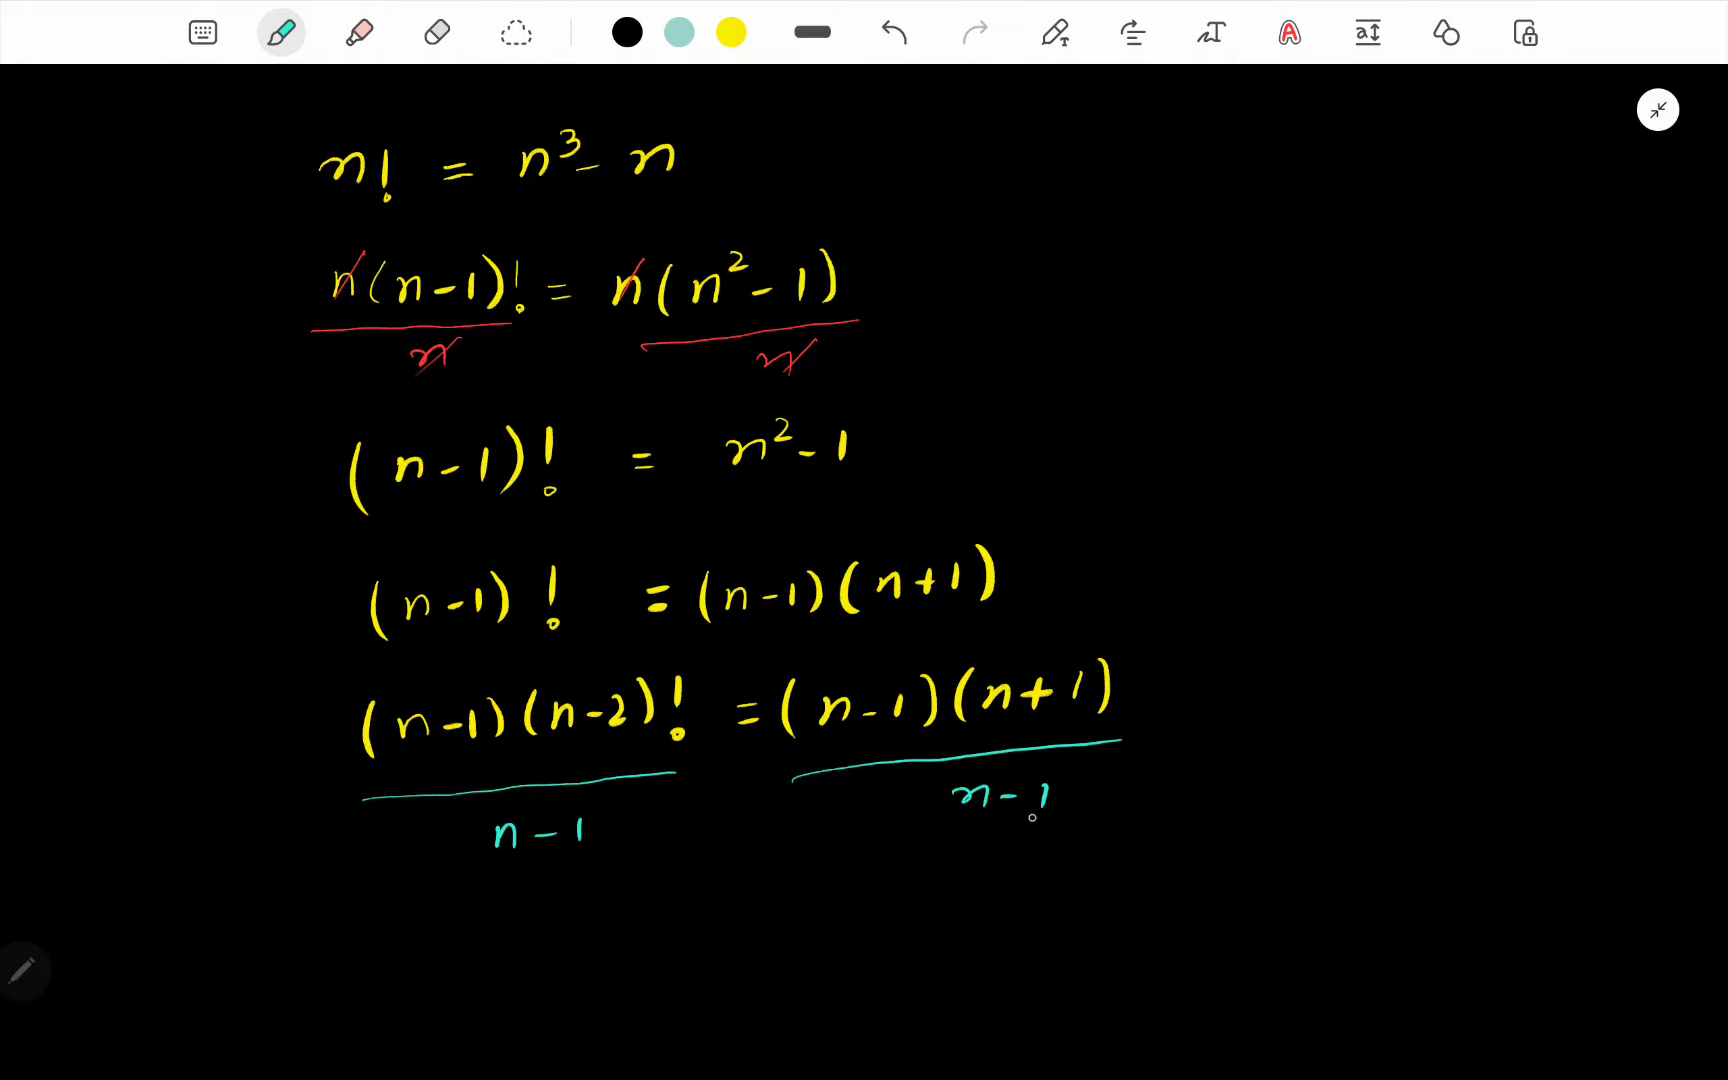 n! = n³ - n
n(n-1)! = n(n²-1)
n n
(n-1)! = n²-1
(n-1)! = (n-1)(n+1)
(n-1)(n-2)! = (n-1)(n+1)
n-1 n-1